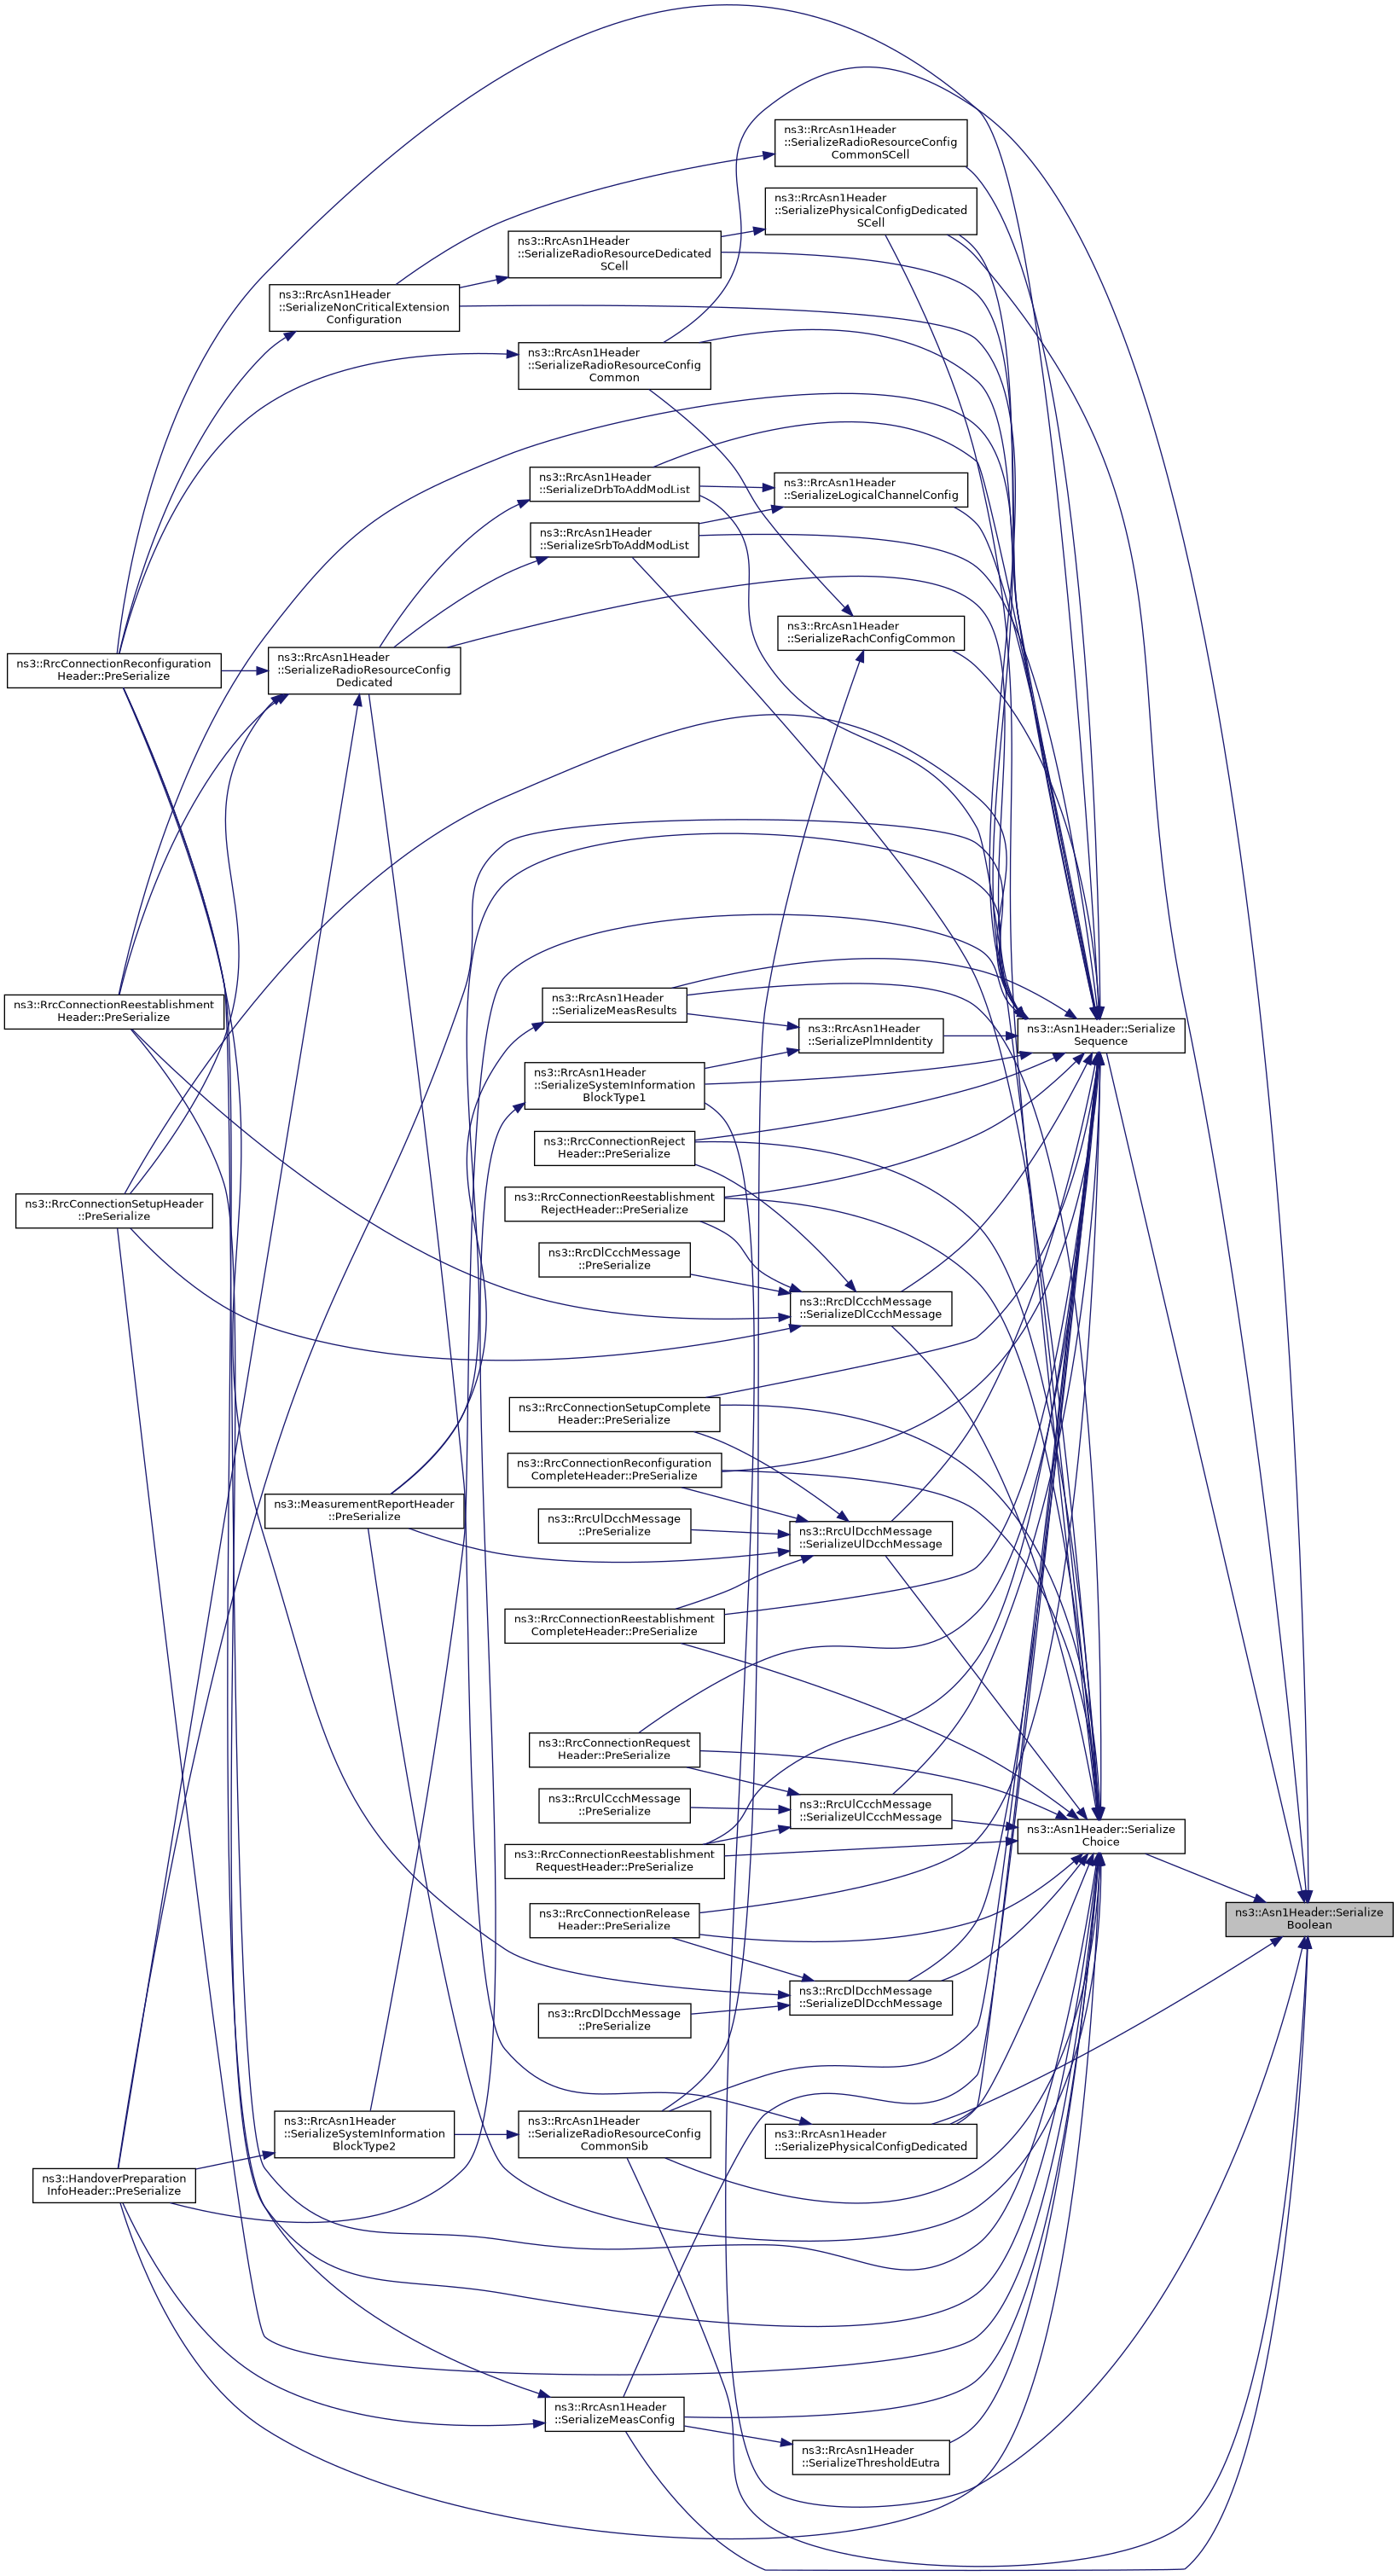 ns3::RrcAsn1Header
::SerializeRadioResourceConfig
CommonSCell
ns3::RrcAsn1Header
::SerializePhysicalConfigDedicated
SCell
ns3::RrcAsn1Header
::SerializeRadioResourceDedicated
SCell
ns3::RrcAsn1Header
::SerializeNonCriticalExtension
Configuration
ns3::RrcAsn1Header
::SerializeRadioResourceConfig
Common
ns3::RrcAsn1Header
::SerializeDrbToAddModList
ns3::RrcAsn1Header
::SerializeLogicalChannelConfig
ns3::RrcAsn1Header
::SerializeSrbToAddModList
ns3::RrcAsn1Header
::SerializeRachConfigCommon
ns3::RrcConnectionReconfiguration
Header::PreSerialize
ns3::RrcAsn1Header
::SerializeRadioResourceConfig
Dedicated
ns3::RrcConnectionReestablishment
Header::PreSerialize
ns3::RrcAsn1Header
::SerializeMeasResults
ns3::RrcAsn1Header
::SerializePlmnIdentity
ns3::Asn1Header::Serialize
Sequence
ns3::RrcAsn1Header
::SerializeSystemInformation
BlockType1
ns3::RrcConnectionReject
Header::PreSerialize
ns3::RrcConnectionSetupHeader
::PreSerialize
ns3::RrcConnectionReestablishment
RejectHeader::PreSerialize
ns3::RrcDlCcchMessage
::PreSerialize
ns3::RrcDlCcchMessage
::SerializeDlCcchMessage
ns3::RrcConnectionSetupComplete
Header::PreSerialize
ns3::RrcConnectionReconfiguration
CompleteHeader::PreSerialize
ns3::MeasurementReportHeader
::PreSerialize
ns3::RrcUlDcchMessage
::PreSerialize
ns3::RrcUlDcchMessage
::SerializeUlDcchMessage
ns3::RrcConnectionReestablishment
CompleteHeader::PreSerialize
ns3::RrcConnectionRequest
Header::PreSerialize
ns3::RrcUlCcchMessage
::PreSerialize
ns3::RrcUlCcchMessage
::SerializeUlCcchMessage
ns3::Asn1Header::Serialize
Choice
ns3::RrcConnectionReestablishment
RequestHeader::PreSerialize
ns3::RrcConnectionRelease
Header::PreSerialize
ns3::Asn1Header::Serialize
Boolean
ns3::RrcDlDcchMessage
::SerializeDlDcchMessage
ns3::RrcDlDcchMessage
::PreSerialize
ns3::RrcAsn1Header
::SerializeSystemInformation
BlockType2
ns3::RrcAsn1Header
::SerializeRadioResourceConfig
CommonSib
ns3::RrcAsn1Header
::SerializePhysicalConfigDedicated
ns3::HandoverPreparation
InfoHeader::PreSerialize
ns3::RrcAsn1Header
::SerializeMeasConfig
ns3::RrcAsn1Header
::SerializeThresholdEutra